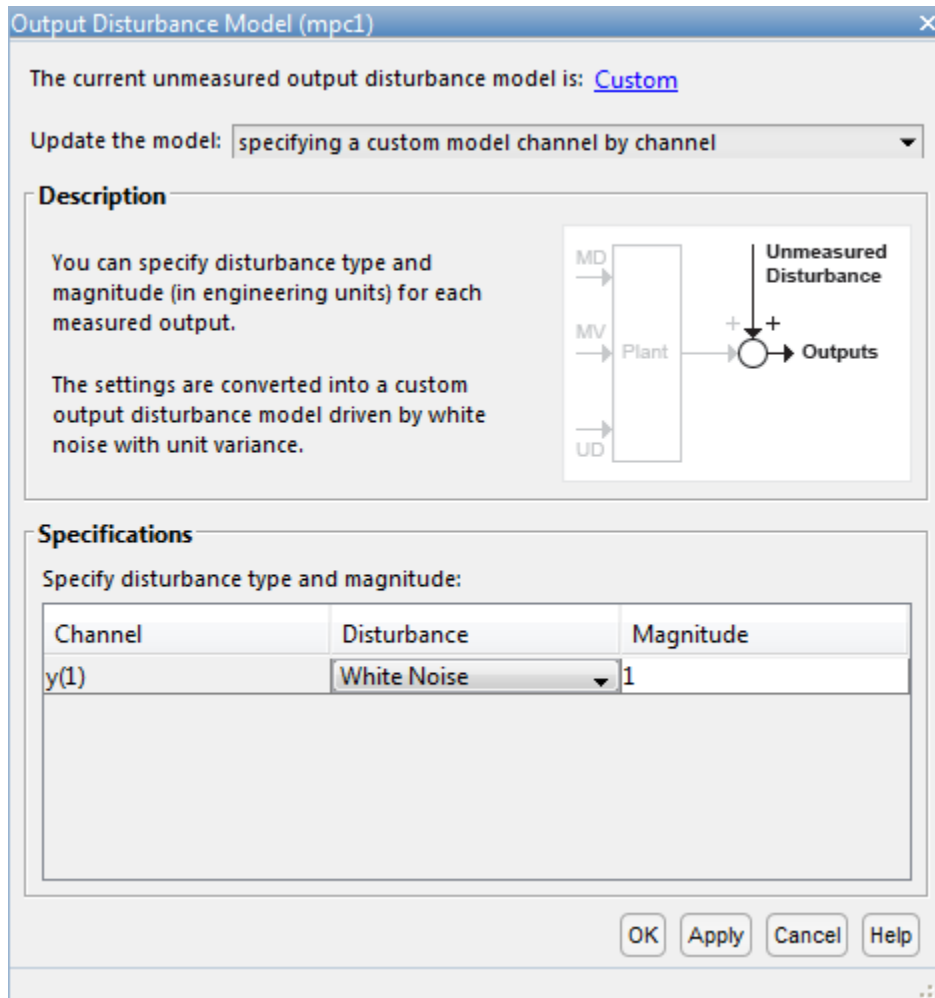 Output Disturbance Model (mpc1)
The current unmeasured output disturbance model is: Custom
Update the model: specifying a custom model channel by channel
Description
You can specify disturbance type and
magnitude (in engineering units) for each
measured output.
The settings are converted into a custom
output disturbance model driven by white
noise with unit variance.
MD
MV
UD
Plant
Unmeasured
Disturbance
+ +
Outputs
Specifications
Specify disturbance type and magnitude:
Channel Disturbance Magnitude
y(1) White Noise 1
OK Apply Cancel Help